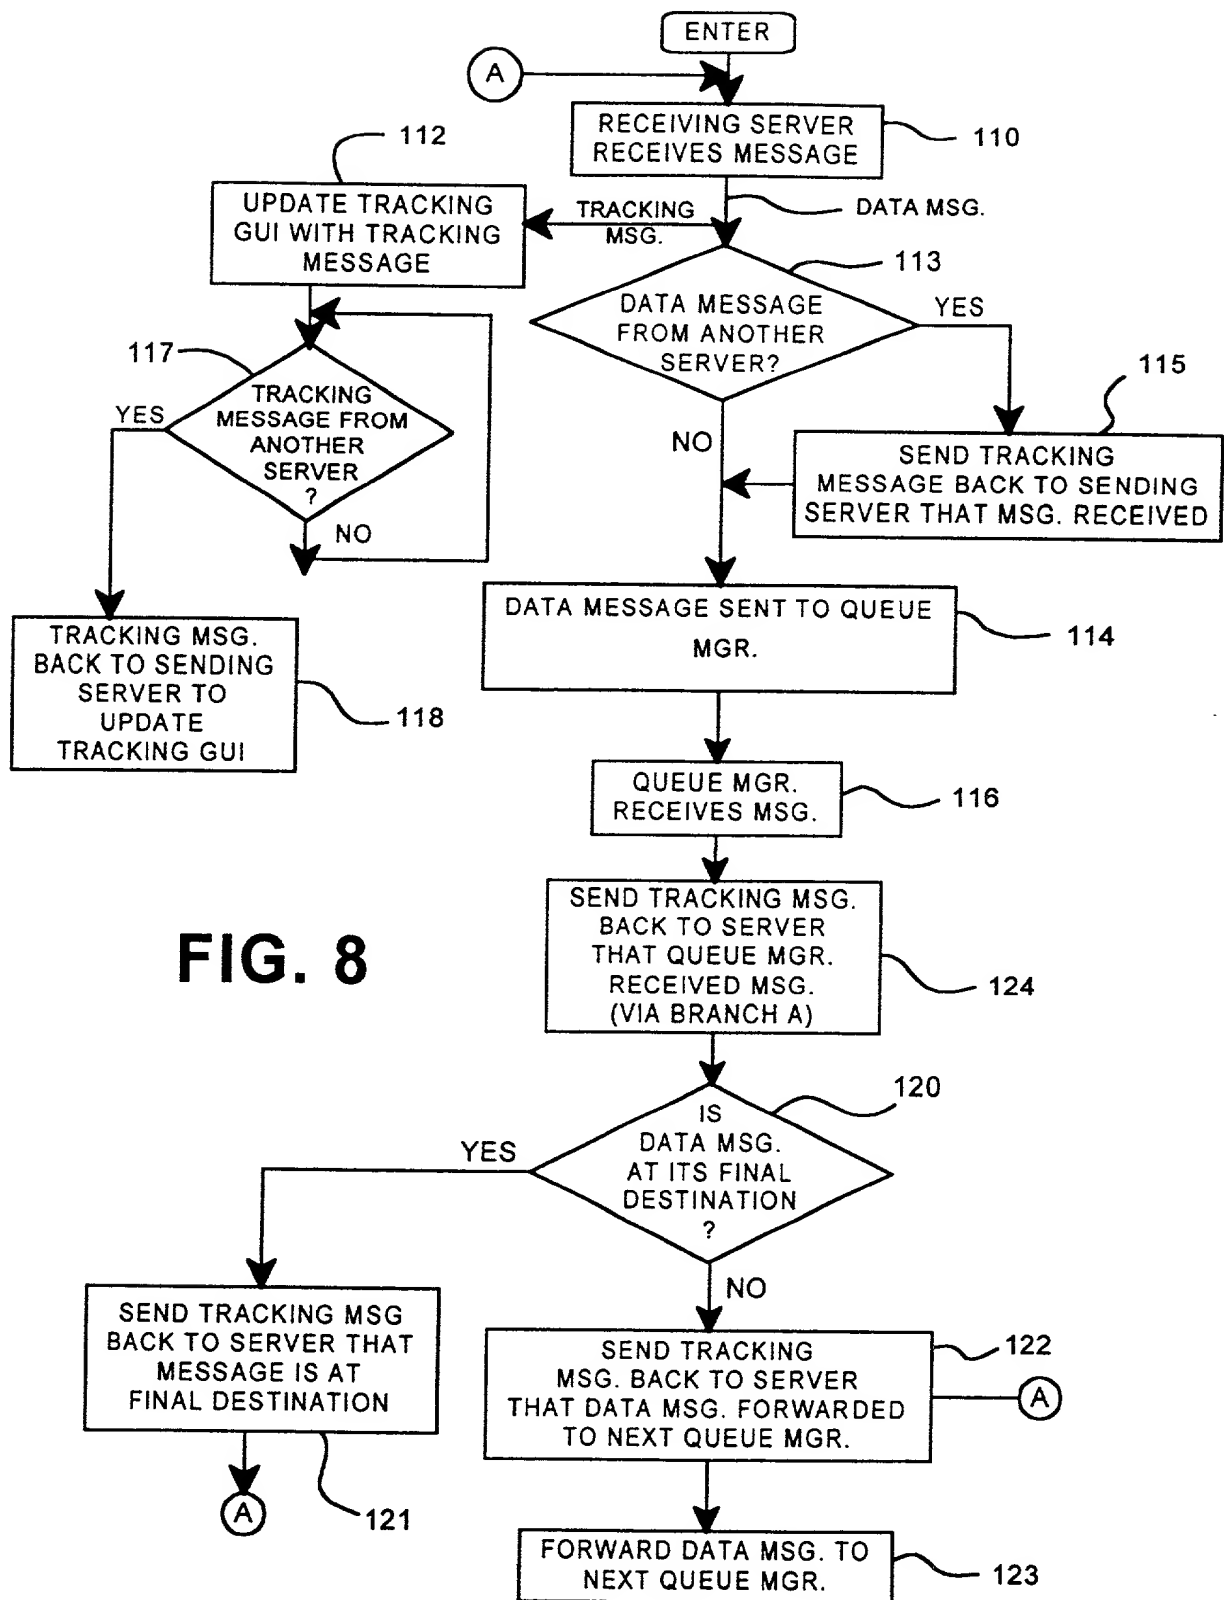 ENTER
A
RECEIVING SERVER
RECEIVES MESSAGE
110
112
UPDATE TRACKING
GUI WITH TRACKING
MESSAGE
TRACKING
MSG.
DATA MSG.
113
DATA MESSAGE
FROM ANOTHER
SERVER?
YES
NO
117
TRACKING
MESSAGE FROM
ANOTHER
SERVER
?
YES
NO
115
SEND TRACKING
MESSAGE BACK TO SENDING
SERVER THAT MSG. RECEIVED
DATA MESSAGE SENT TO QUEUE
MGR.
114
TRACKING MSG.
BACK TO SENDING
SERVER TO
UPDATE
TRACKING GUI
118
QUEUE MGR.
RECEIVES MSG.
116
SEND TRACKING MSG.
BACK TO SERVER
THAT QUEUE MGR.
RECEIVED MSG.
(VIA BRANCH A)
124
FIG. 8
120
IS
DATA MSG.
AT ITS FINAL
DESTINATION
?
YES
NO
SEND TRACKING MSG
BACK TO SERVER THAT
MESSAGE IS AT
FINAL DESTINATION
121
A
SEND TRACKING
MSG. BACK TO SERVER
THAT DATA MSG. FORWARDED
TO NEXT QUEUE MGR.
122
A
FORWARD DATA MSG. TO
NEXT QUEUE MGR.
123